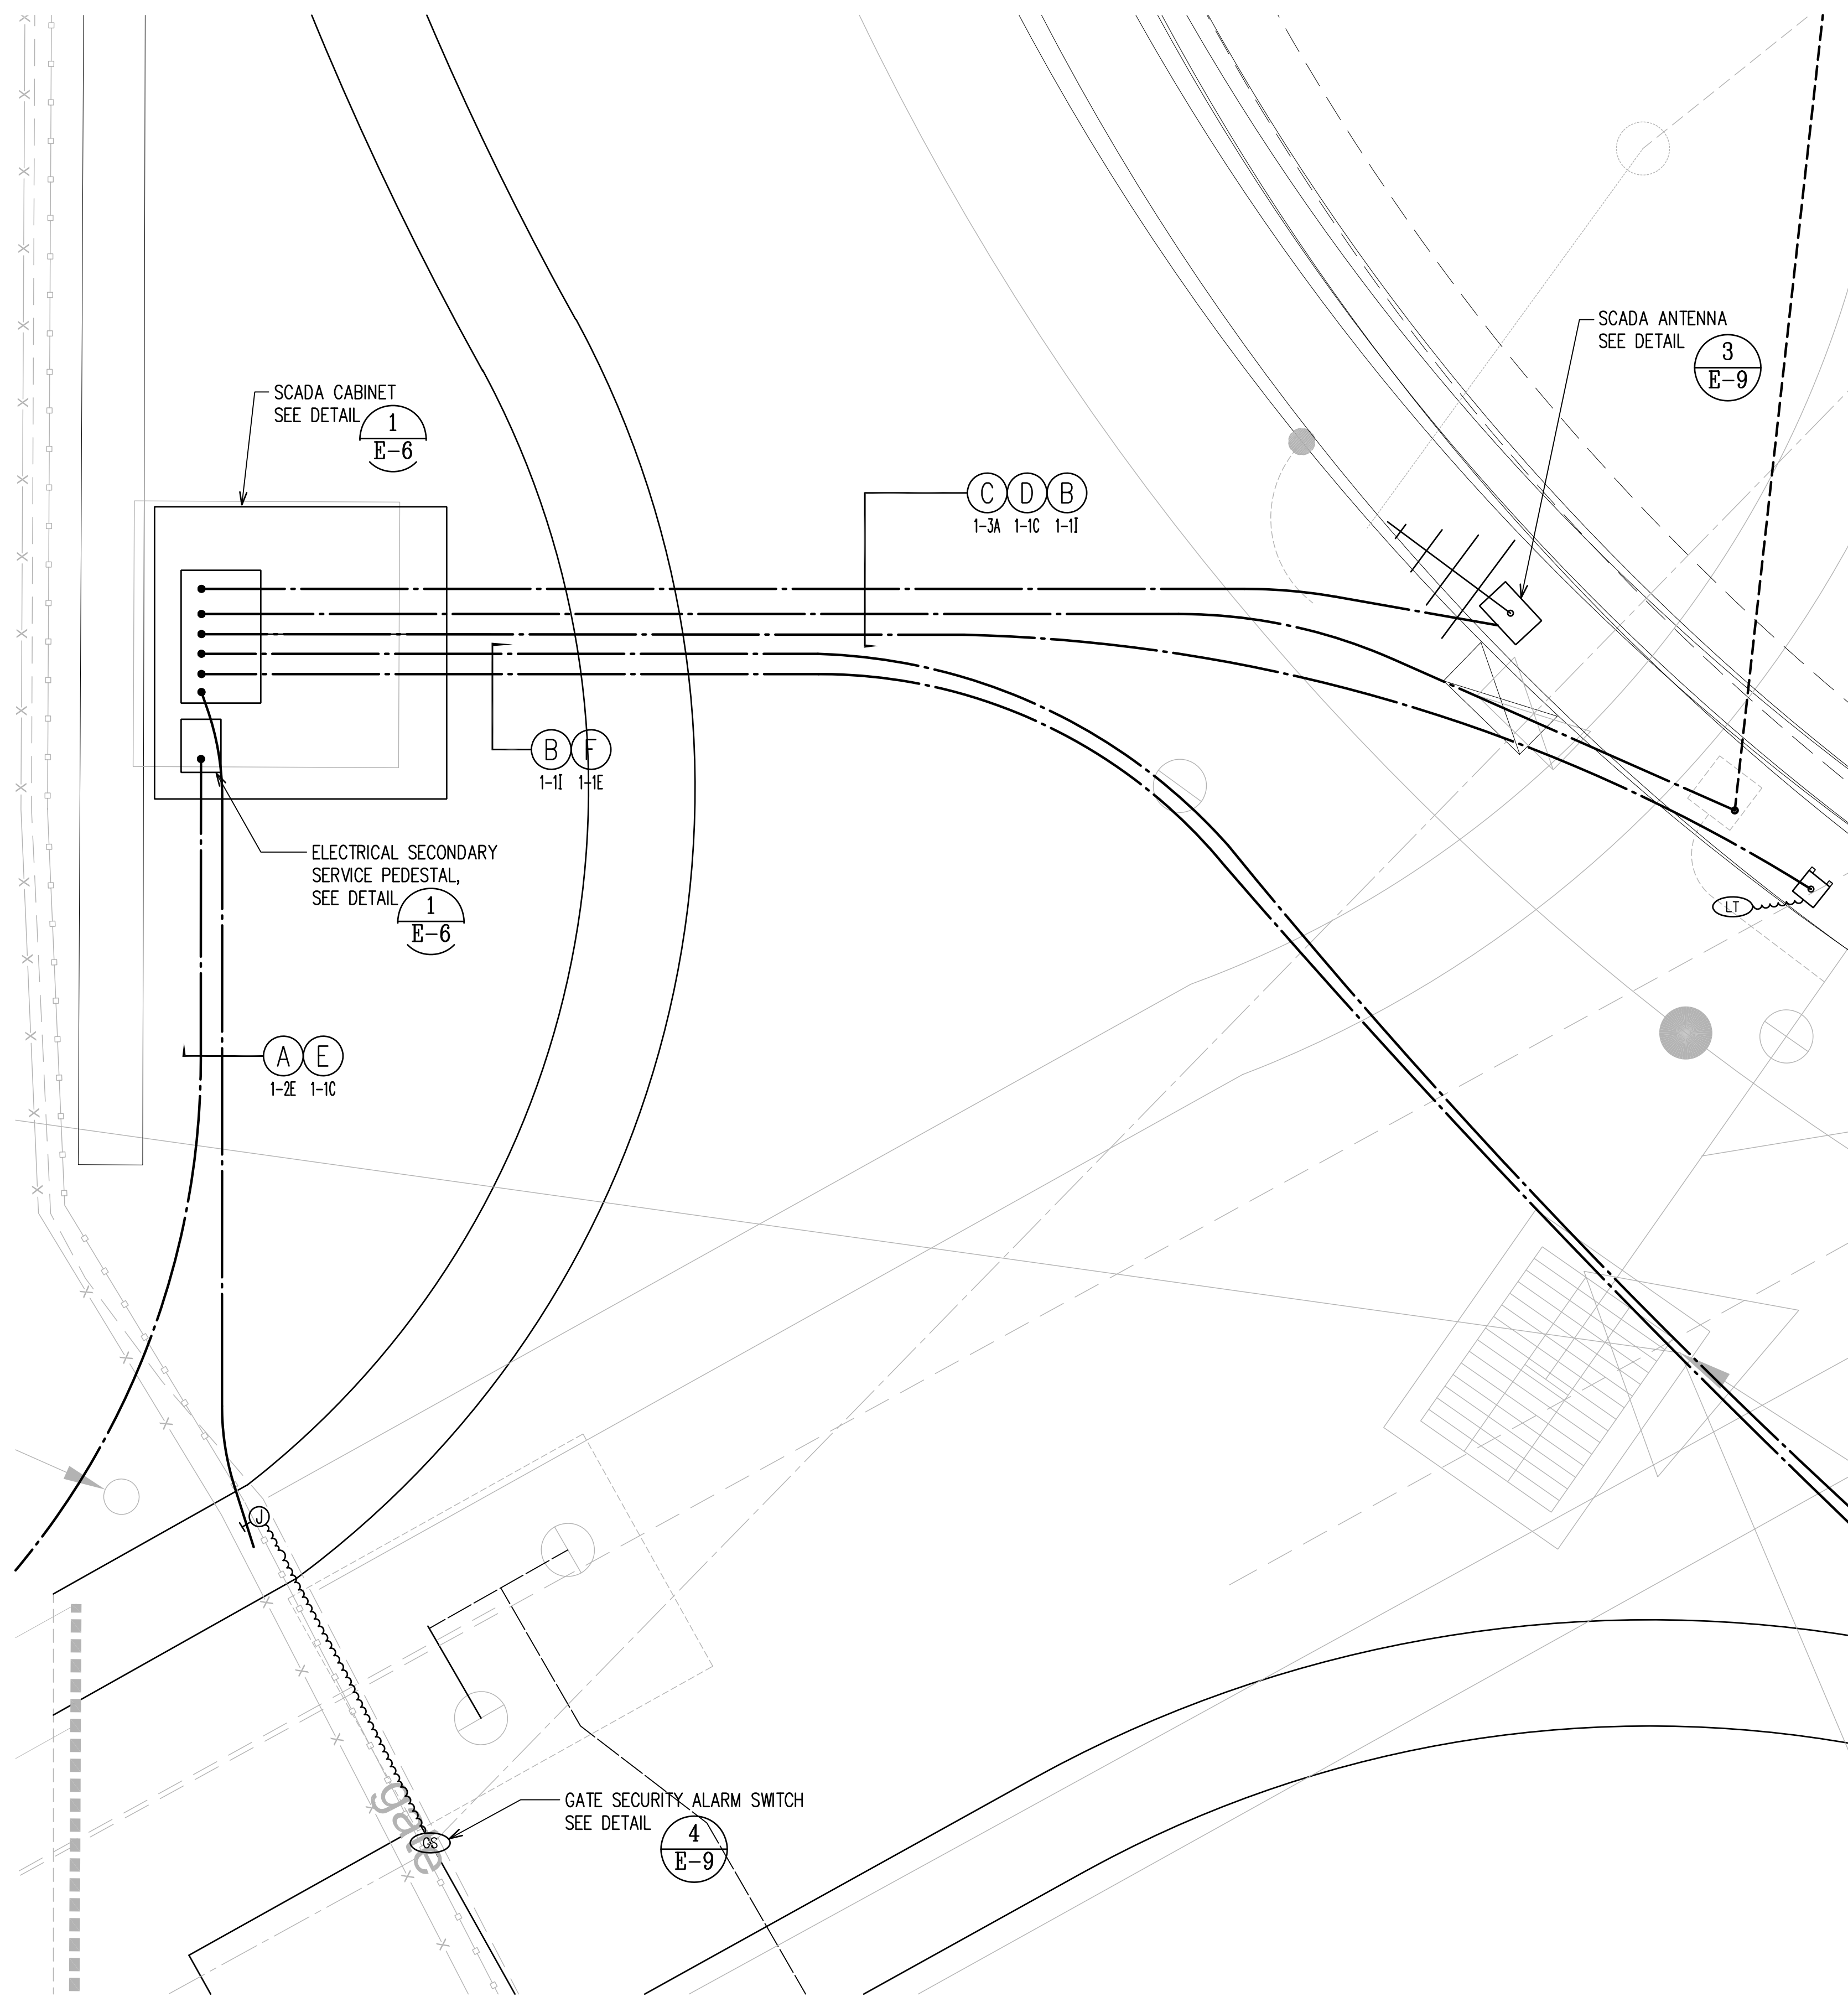 SCADA ANTENNA
SEE DETAIL
3
E-9
SCADA CABINET
SEE DETAIL
1
E-6
C D B
1-3A 1-1C 1-1I
B F
1-1I 1-1E
ELECTRICAL SECONDARY
SERVICE PEDESTAL,
SEE DETAIL
1
E-6
LT
A E
1-2E 1-1C
J
gate
GS
GATE SECURITY ALARM SWITCH
SEE DETAIL
4
E-9